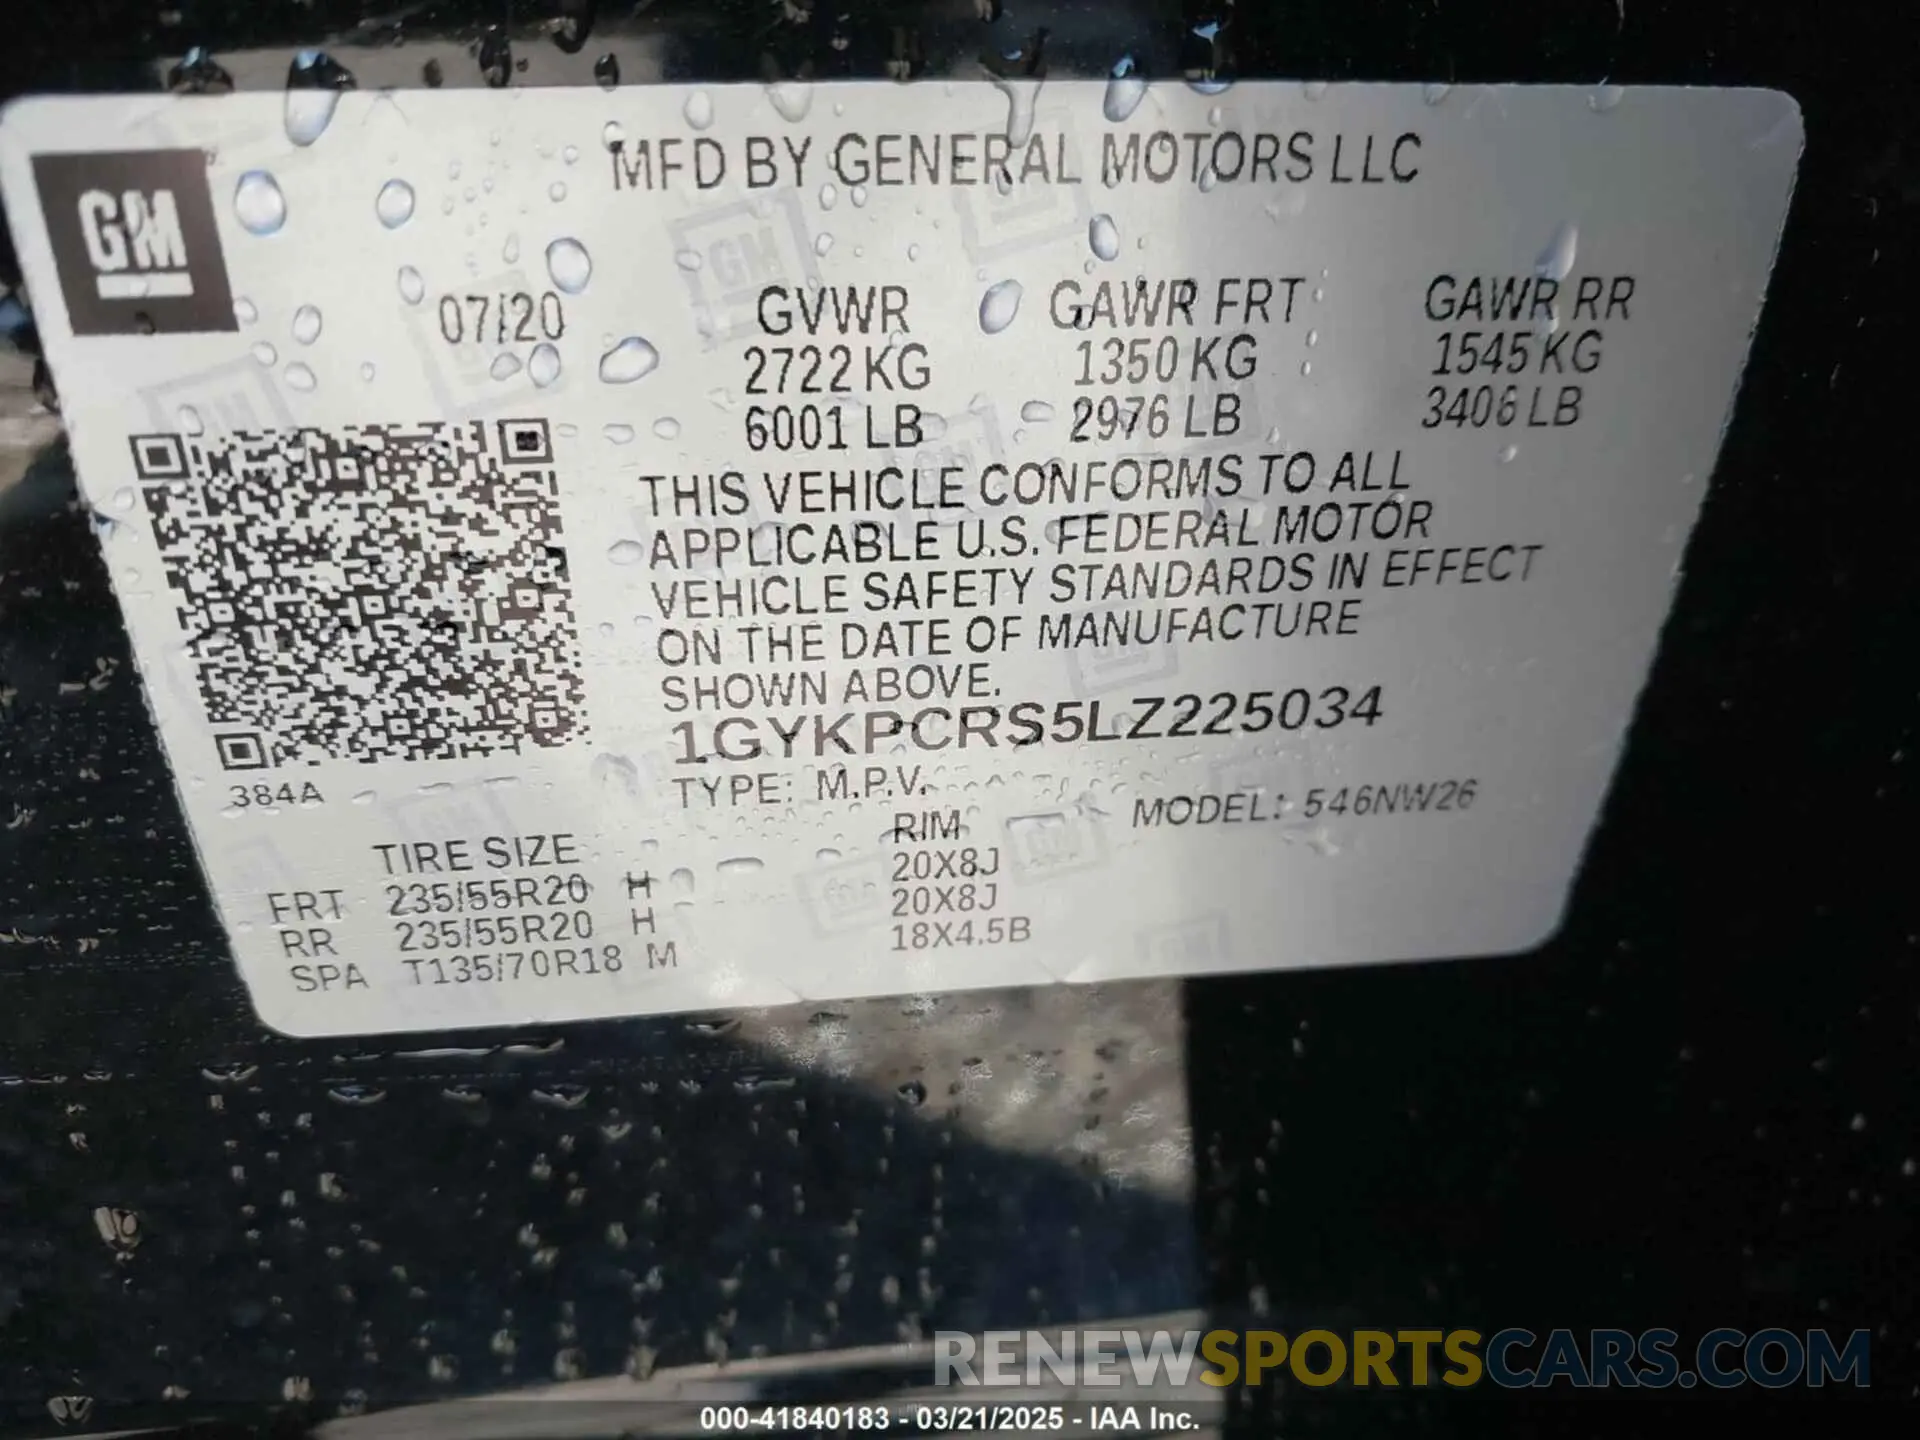 MFD BY GENERAL MOTORS LLC
GM
07/20 GVWR GAWR FRT GAWR RR
2722 KG 1350 KG 1545 KG
6001 LB 2976 LB 3406 LB
THIS VEHICLE CONFORMS TO ALL
APPLICABLE U.S. FEDERAL MOTOR
VEHICLE SAFETY STANDARDS IN EFFECT
ON THE DATE OF MANUFACTURE
SHOWN ABOVE.
1GYKPCRS5LZ225034
384A
TYPE: M.P.V. MODEL: 546NW26
TIRE SIZE RIM
FRT 235/55R20 H 20X8J
RR 235/55R20 H 20X8J
SPA T135/70R18 M 18X4.5B
RENEWSPORTSCARS.COM
000-41840183 - 03/21/2025 - IAA Inc.